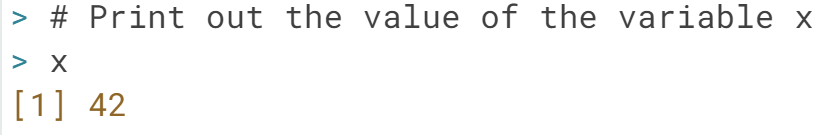 > # Print out the value of the variable x
> x
[1] 42